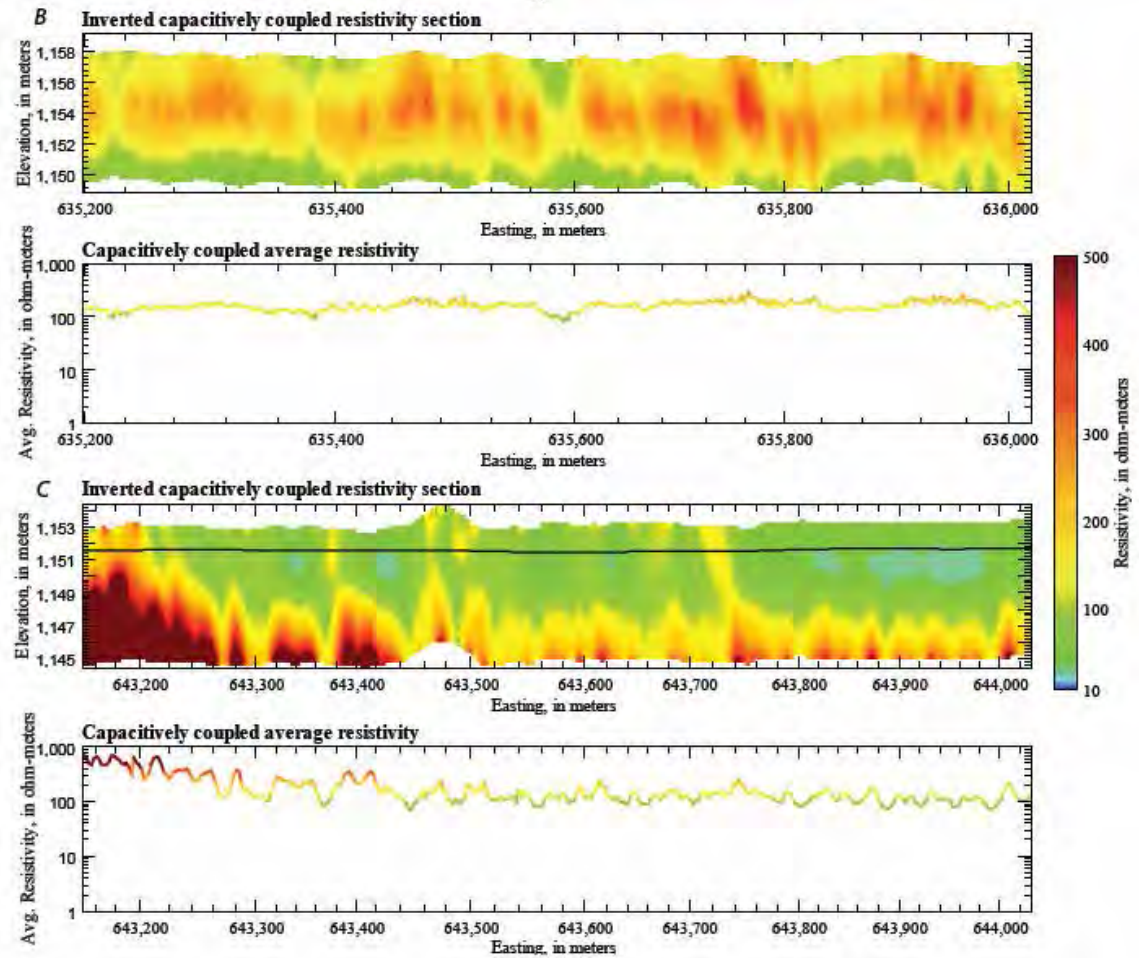 B Inverted capacitively coupled resistivity section
Elevation, in meters
1,158
1,156
1,154
1,152
1,150
635,200 635,400 635,600 635,800 636,000
Easting, in meters
Capacitively coupled average resistivity
Avg. Resistivity, in ohm-meters
1,000
100
10
1
635,200 635,400 635,600 635,800 636,000
Easting, in meters
C Inverted capacitively coupled resistivity section
Elevation, in meters
1,153
1,151
1,149
1,147
1,145
643,200 643,300 643,400 643,500 643,600 643,700 643,800 643,900 644,000
Easting, in meters
Capacitively coupled average resistivity
Avg. Resistivity, in ohm-meters
1,000
100
10
1
643,200 643,300 643,400 643,500 643,600 643,700 643,800 643,900 644,000
Easting, in meters
500
400
300
200
100
10
Resistivity, in ohm-meters